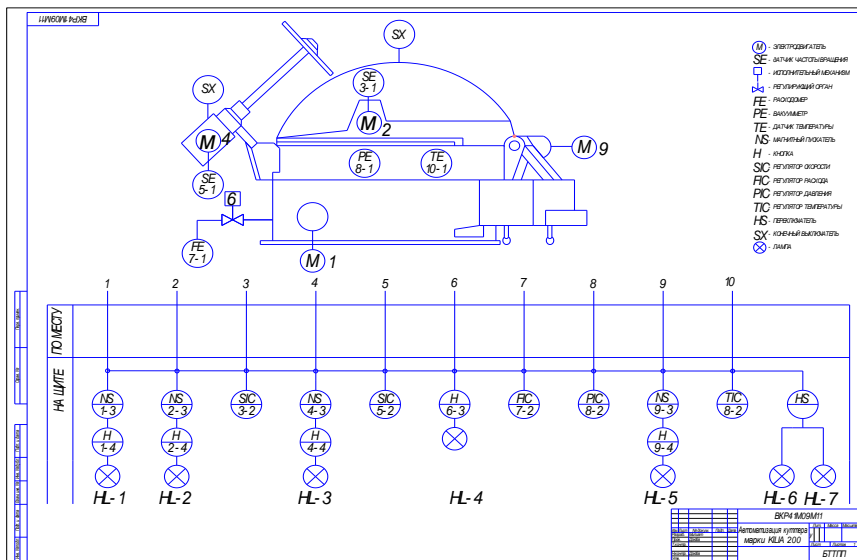 ВКР41М09М11
SX
SE
3-1
SX
M 2
M 4
SE
5-1
PE
8-1
TE
10-1
M 9
6
FE
7-1
M 1
M - ЭЛЕКТРОДВИГАТЕЛЬ
SE - ДАТЧИК ЧАСТОТЫ ВРАЩЕНИЯ
- ИСПОЛНИТЕЛЬНЫЙ МЕХАНИЗМ
- РЕГУЛИРУЮЩИЙ ОРГАН
FE - РАСХОДОМЕР
PE - ВАКУУММЕТР
TE - ДАТЧИК ТЕМПЕРАТУРЫ
NS - МАГНИТНЫЙ ПУСКАТЕЛЬ
H - КНОПКА
SIC - РЕГУЛЯТОР СКОРОСТИ
FIC - РЕГУЛЯТОР РАСХОДА
PIC - РЕГУЛЯТОР ДАВЛЕНИЯ
TIC - РЕГУЛЯТОР ТЕМПЕРАТУРЫ
HS - ПЕРЕКЛЮЧАТЕЛЬ
SX - КОНЕЧНЫЙ ВЫКЛЮЧАТЕЛЬ
- ЛАМПА
1 2 3 4 5 6 7 8 9 10
ПО МЕСТУ
НА ЩИТЕ
NS 1-3
NS 2-3
SIC 3-2
NS 4-3
SIC 5-2
H 6-3
FIC 7-2
PIC 8-2
NS 9-3
TIC 8-2
HS
H 1-4
H 2-4
H 4-4
H 9-4
HL-1 HL-2 HL-3 HL-4 HL-5 HL-6 HL-7
ВКР41М09М11
Автоматизация куттера
марки KILIA 200
БТТП